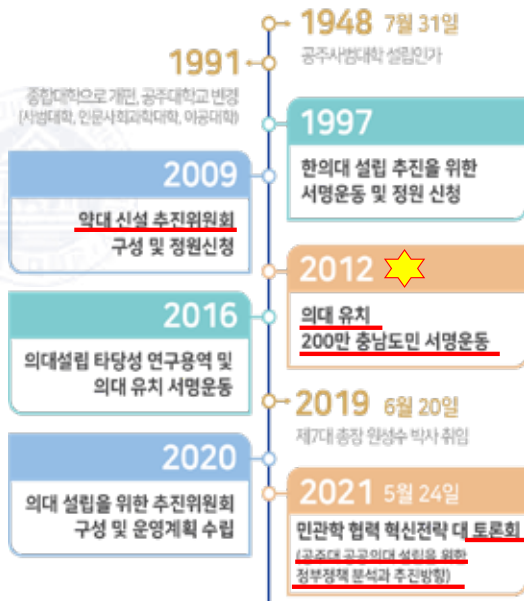 1948 7월 31일
공주사범대학 설립인가
1991
종합대학으로 개편, 공주대학교 변경
(사범대학, 인문사회과학대학, 이공대학)
1997
한의대 설립 추진을 위한
서명운동 및 정원 신청
2009
약대 신설 추진위원회
구성 및 정원신청
2012
의대 유치
200만 충남도민 서명운동
2016
의대설립 타당성 연구용역 및
의대 유치 서명운동
2019 6월 20일
제7대 총장 원성수 박사 취임
2020
의대 설립을 위한 추진위원회
구성 및 운영계획 수립
2021 5월 24일
민관학 협력 혁신전략 대 토론회
(공주대 공공의대 설립을 위한
정부정책 분석과 추진방향)